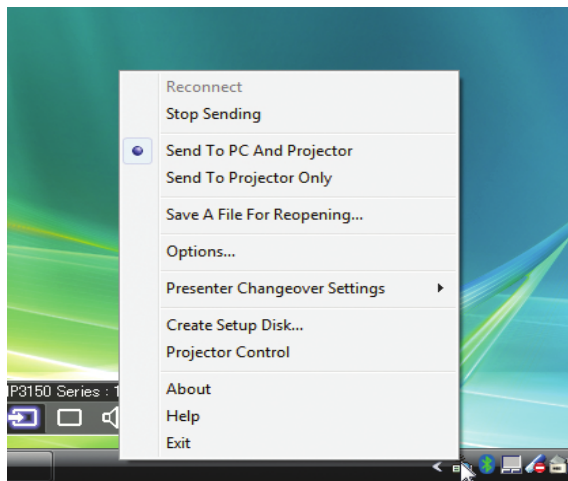 Reconnect
Stop Sending
Send To PC And Projector
Send To Projector Only
Save A File For Reopening...
Options...
Presenter Changeover Settings
Create Setup Disk...
Projector Control
About
Help
Exit
IP3150 Series : 1